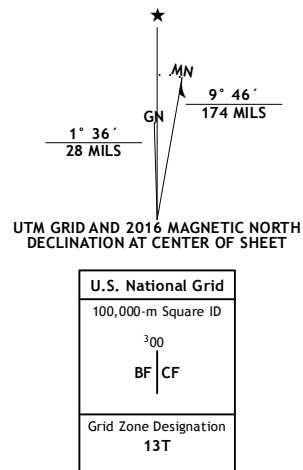 ★
MN
GN
9° 46´
174 MILS
1° 36´
28 MILS
UTM GRID AND 2016 MAGNETIC NORTH
DECLINATION AT CENTER OF SHEET
U.S. National Grid
100,000-m Square ID
³00
BF CF
Grid Zone Designation
13T